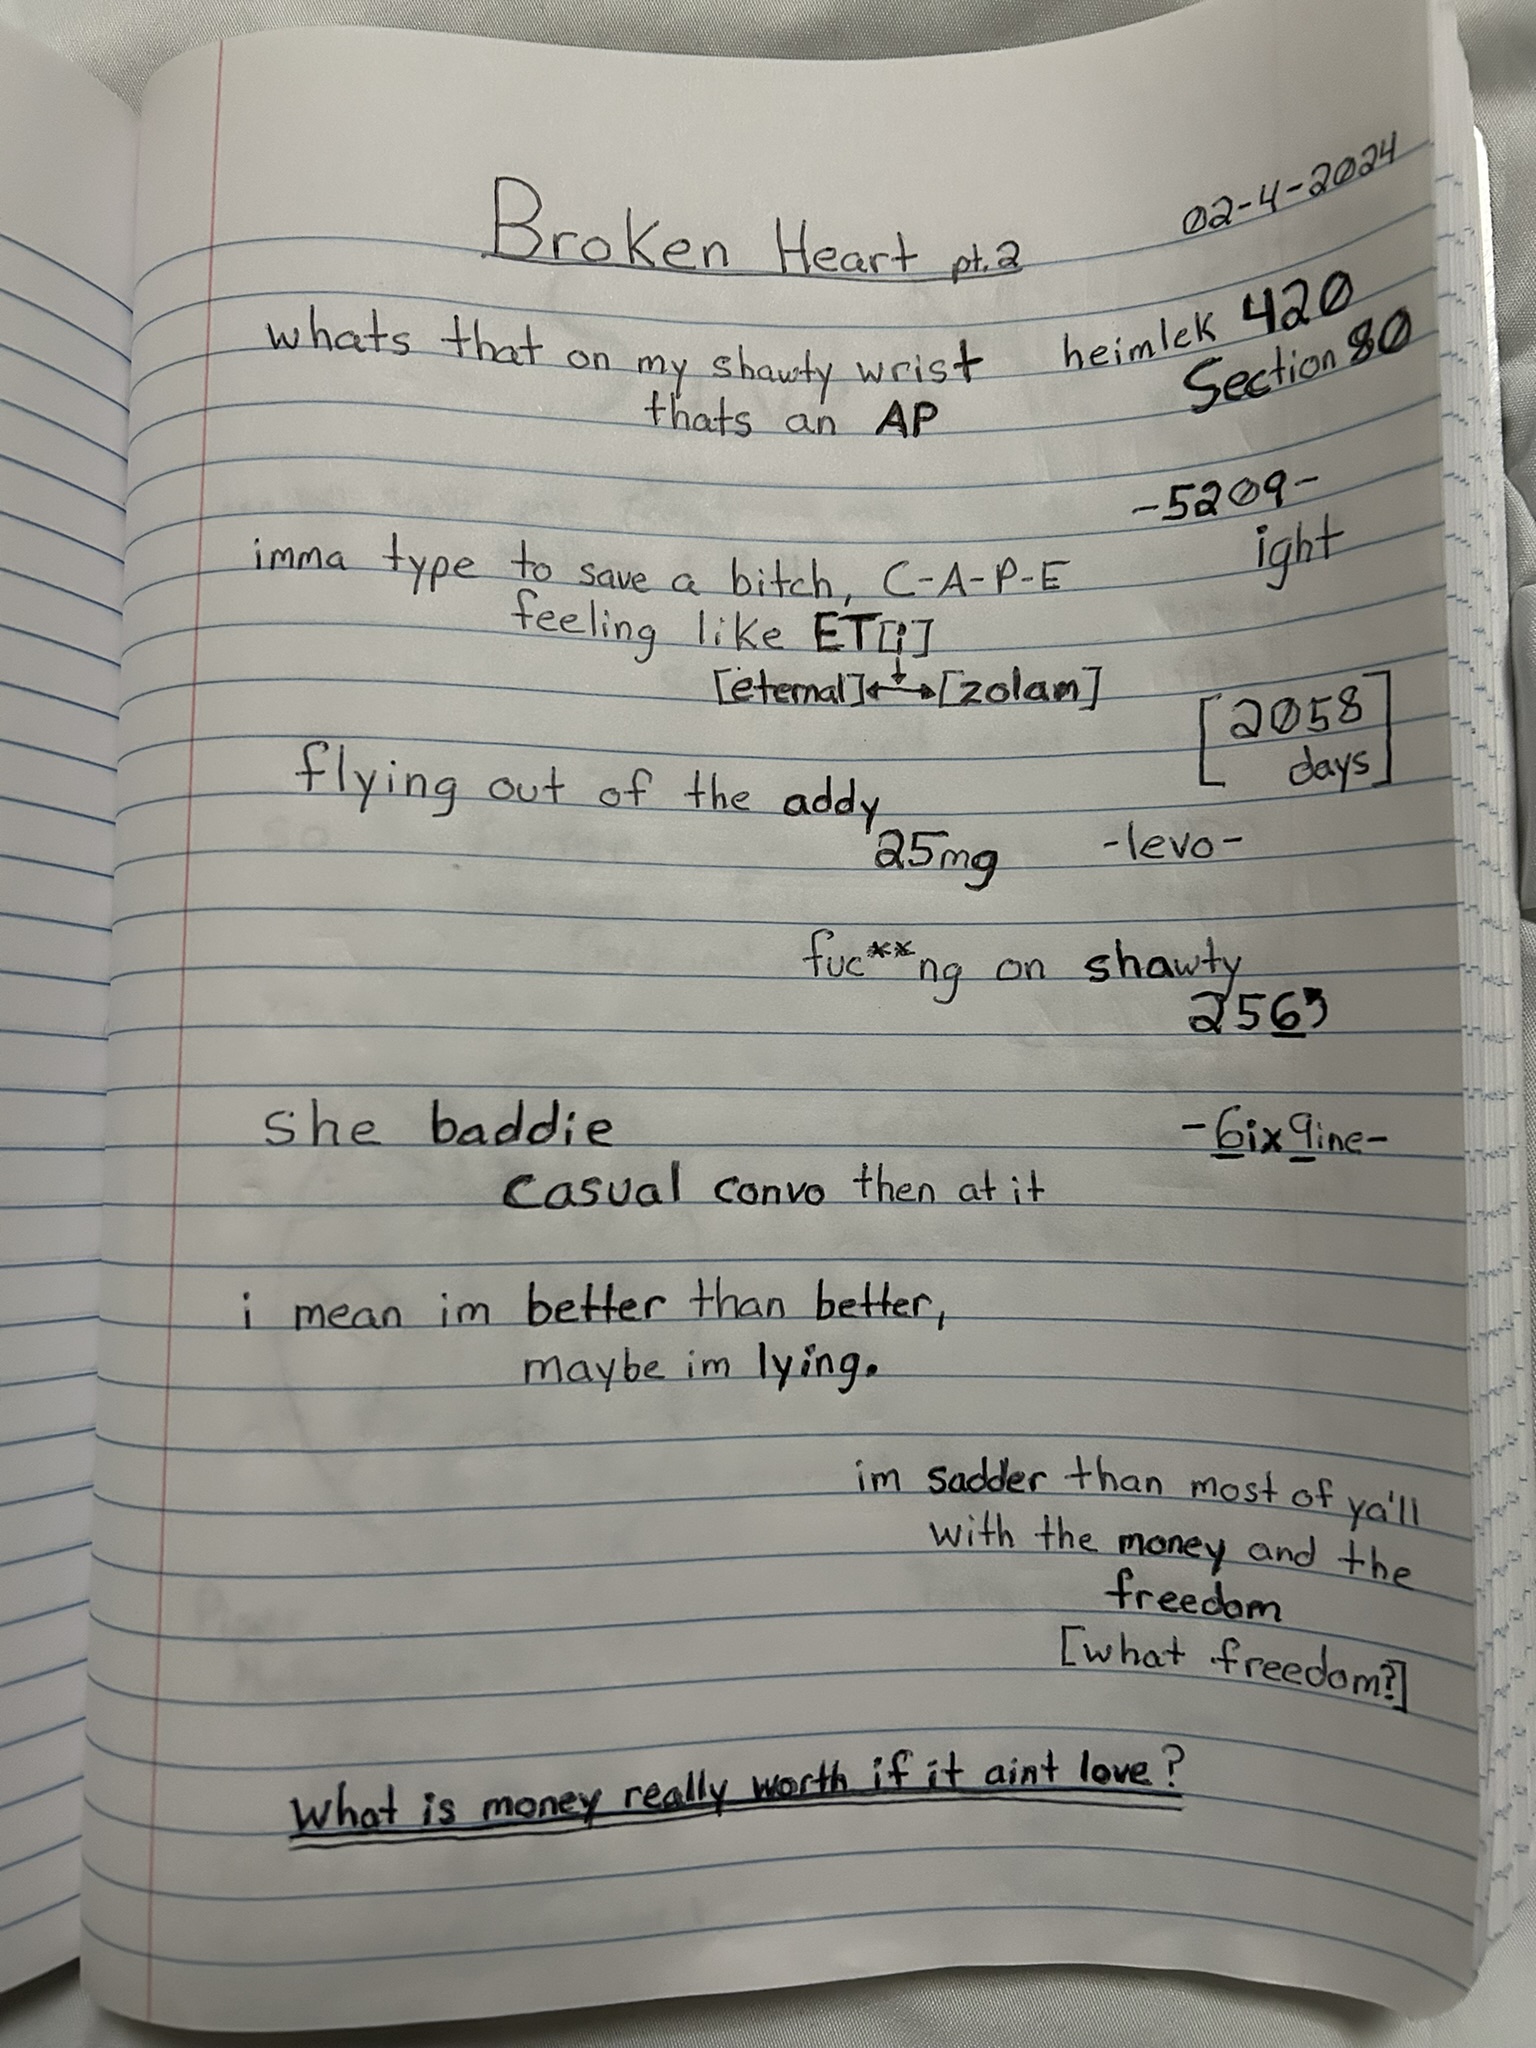 02-4-2024
Broken Heart pt.2
whats that on my shawty wrist heimlek 420
thats an AP Section 80
-5209-
imma type to save a bitch, C-A-P-E ight
feeling like ET[i]
[eternal]↔[zolam]
[2058
days]
flying out of the addy
25mg -levo-
fuc**ng on shawty
256
she baddie -6ix9ine-
casual convo then at it
i mean im better than better,
maybe im lying.
im sadder than most of ya'll
with the money and the
freedom
[what freedom?]
What is money really worth if it aint love?